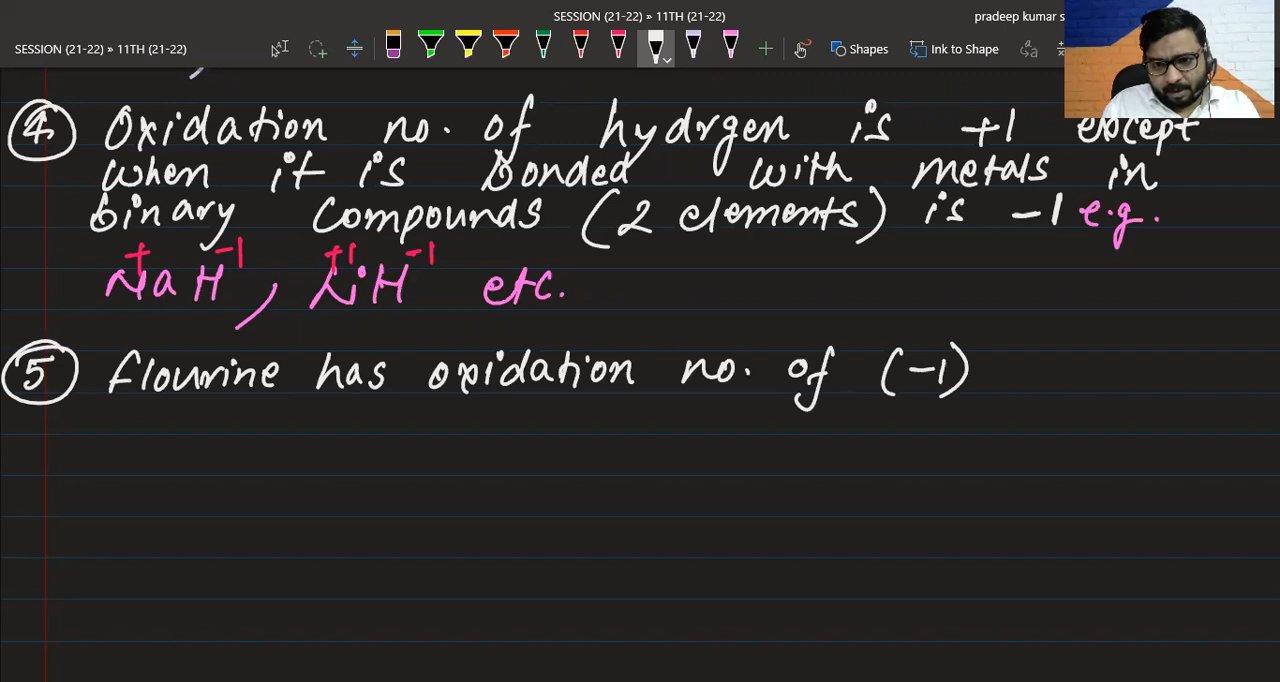 SESSION (21-22) » 11TH (21-22)
pradeep kumar s
SESSION (21-22) » 11TH (21-22)
Shapes
Ink to Shape
④ Oxidation no. of hydrgen is +1 except
when it is bonded with metals in
binary compounds (2 elements) is -1 e.g.
+ -1 +1 -1
NaH, LiH etc.
⑤ flourine has oxidation no. of (-1)